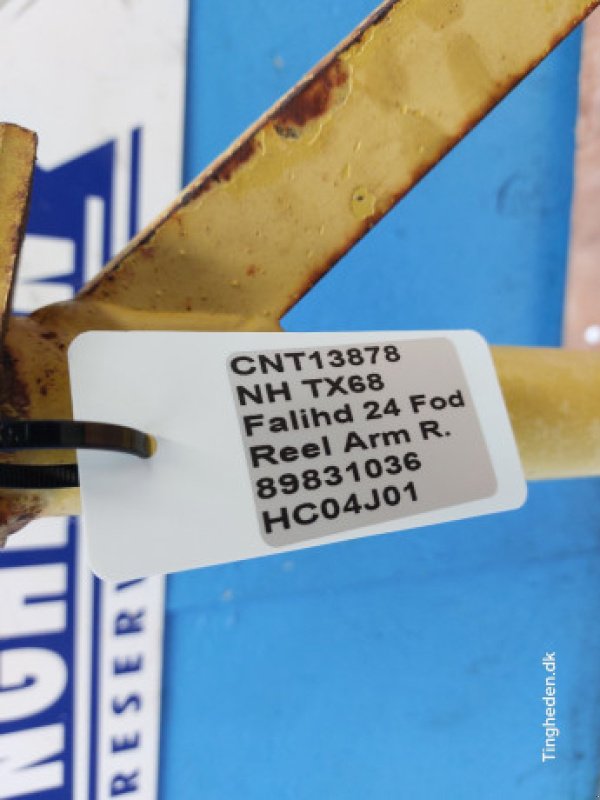 CNT13878
NH TX68
Falihd 24 Fod
Reel Arm R.
89831036
HC04J01
Tingheden.dk